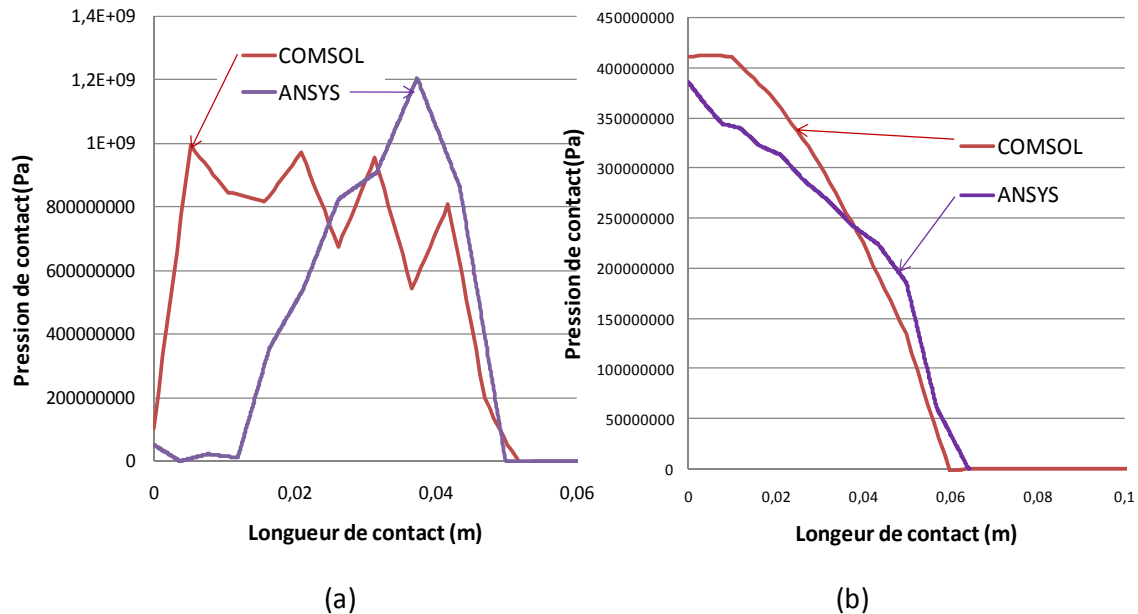 1,4E+09
1,2E+09
1E+09
800000000
600000000
400000000
200000000
0
Pression de contact(Pa)
COMSOL
ANSYS
0
0,02
0,04
0,06
Longueur de contact (m)
(a)
450000000
400000000
350000000
300000000
250000000
200000000
150000000
100000000
50000000
0
Pression de contact(Pa)
COMSOL
ANSYS
0
0,02
0,04
0,06
0,08
0,1
Longeur de contact (m)
(b)